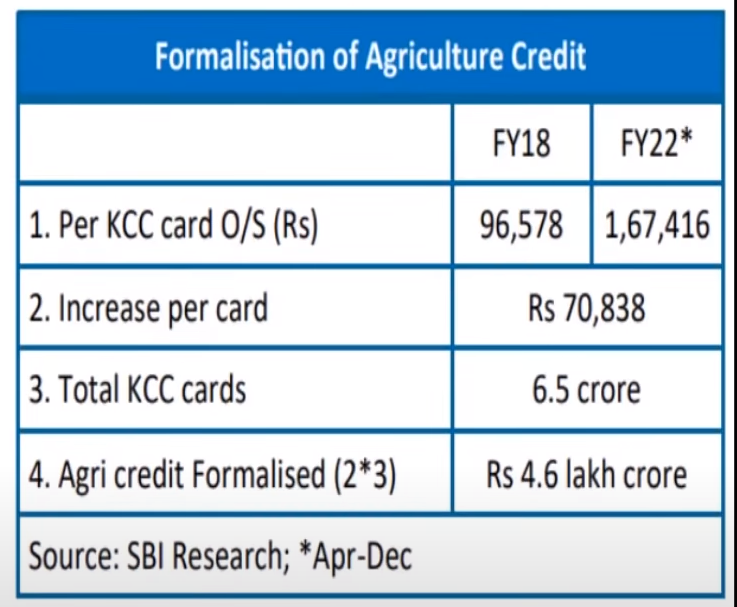 Formalisation of Agriculture Credit
FY18 FY22*
1. Per KCC card O/S (Rs) 96,578 1,67,416
2. Increase per card Rs 70,838
3. Total KCC cards 6.5 crore
4. Agri credit Formalised (2*3) Rs 4.6 lakh crore
Source: SBI Research; *Apr-Dec